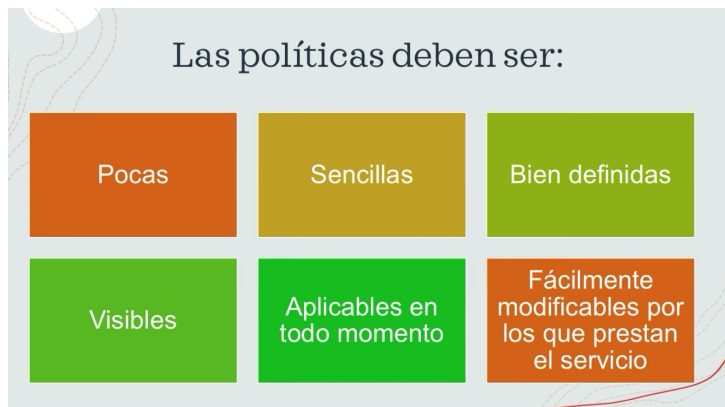 Las políticas deben ser:
Pocas
Sencillas
Bien definidas
Visibles
Aplicables en
todo momento
Fácilmente
modificables por
los que prestan
el servicio